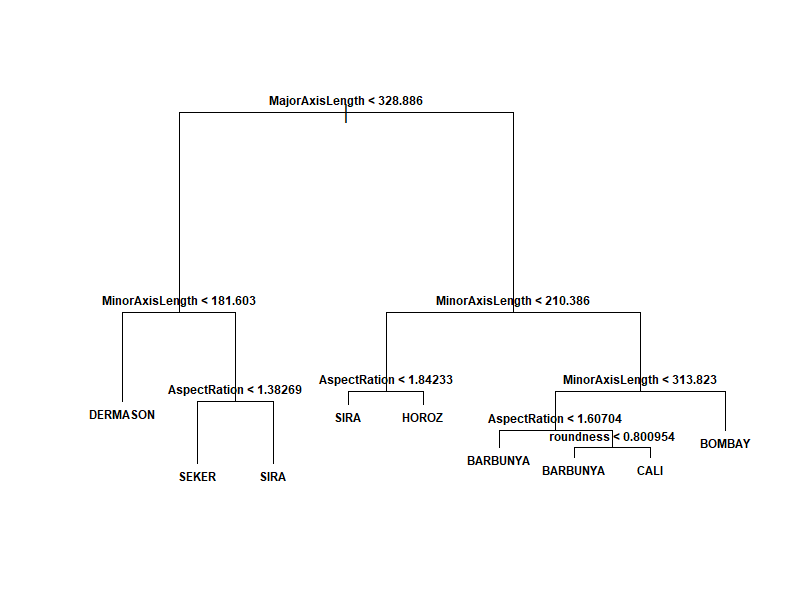 MajorAxisLength < 328.886
MinorAxisLength < 181.603
MinorAxisLength < 210.386
AspectRation < 1.38269
AspectRation < 1.84233
MinorAxisLength < 313.823
DERMASON
SIRA
HOROZ
AspectRation < 1.60704
roundness < 0.800954
BOMBAY
BARBUNYA
BARBUNYA
CALI
SEKER
SIRA